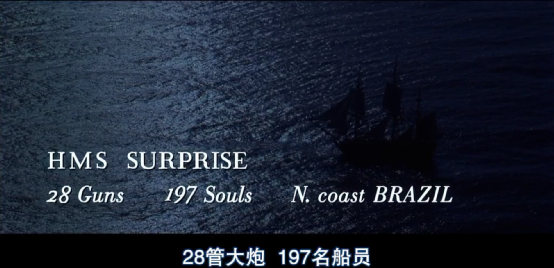 HMS SURPRISE
28 Guns 197 Souls N. coast BRAZIL
28管大炮 197名船员